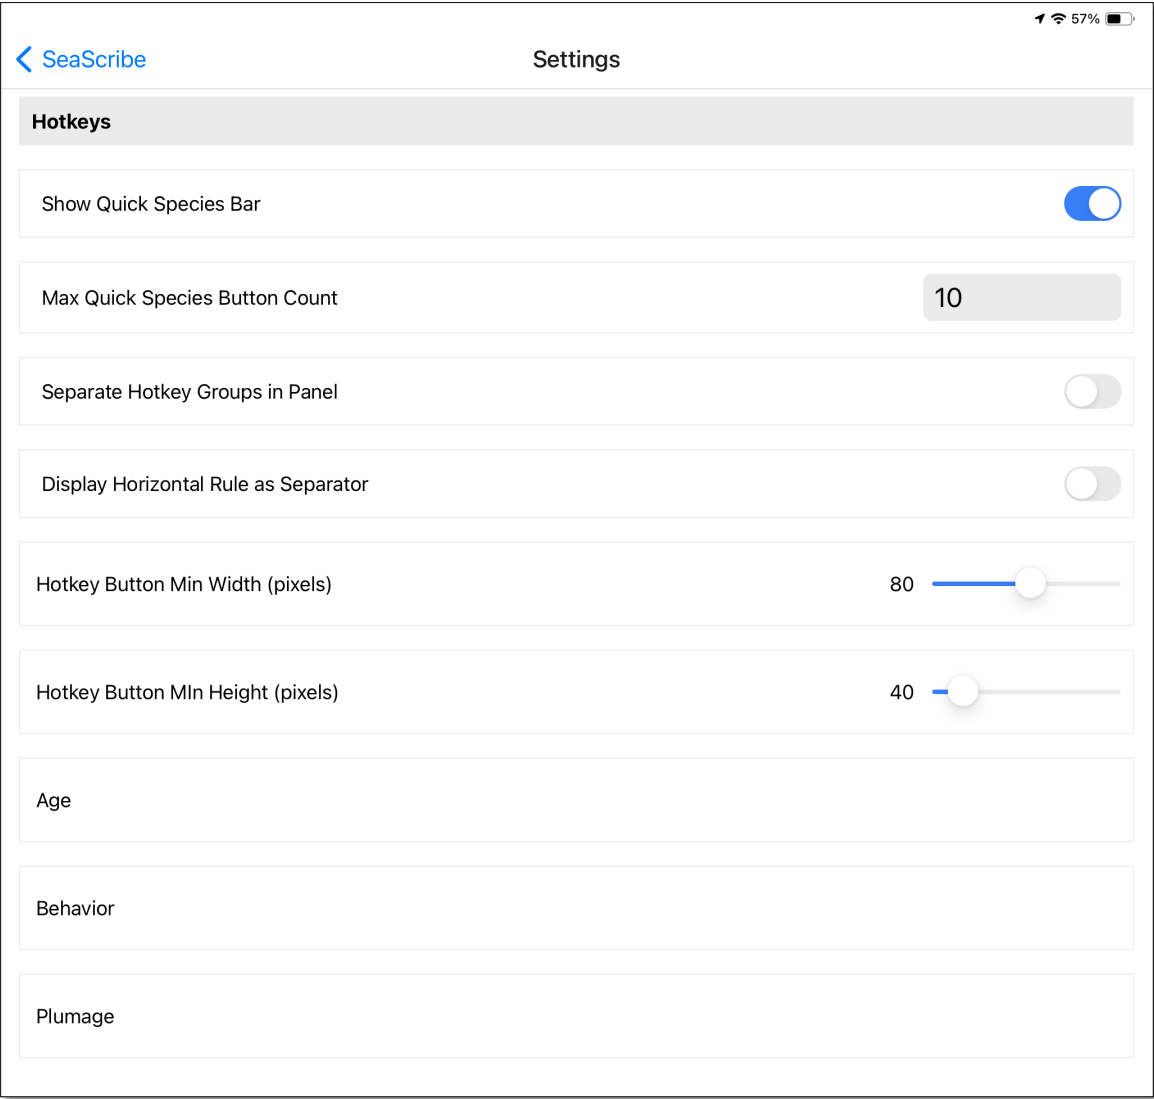 57%
SeaScribe
Settings
Hotkeys
Show Quick Species Bar
Max Quick Species Button Count 10
Separate Hotkey Groups in Panel
Display Horizontal Rule as Separator
Hotkey Button Min Width (pixels) 80
Hotkey Button MIn Height (pixels) 40
Age
Behavior
Plumage